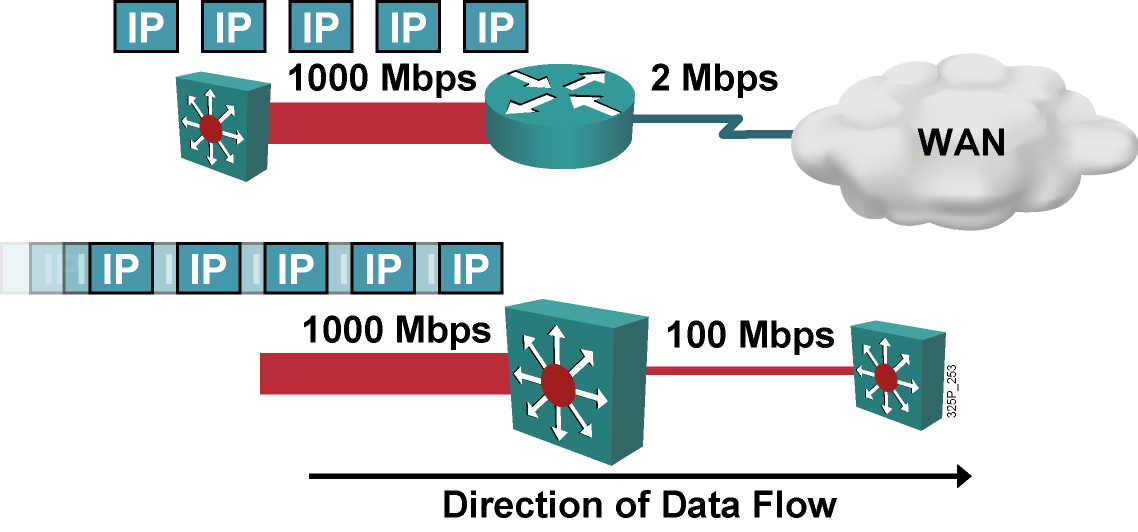 IP IP IP IP IP
1000 Mbps 2 Mbps
WAN
IP IP IP IP IP
1000 Mbps 100 Mbps
325P_253
Direction of Data Flow